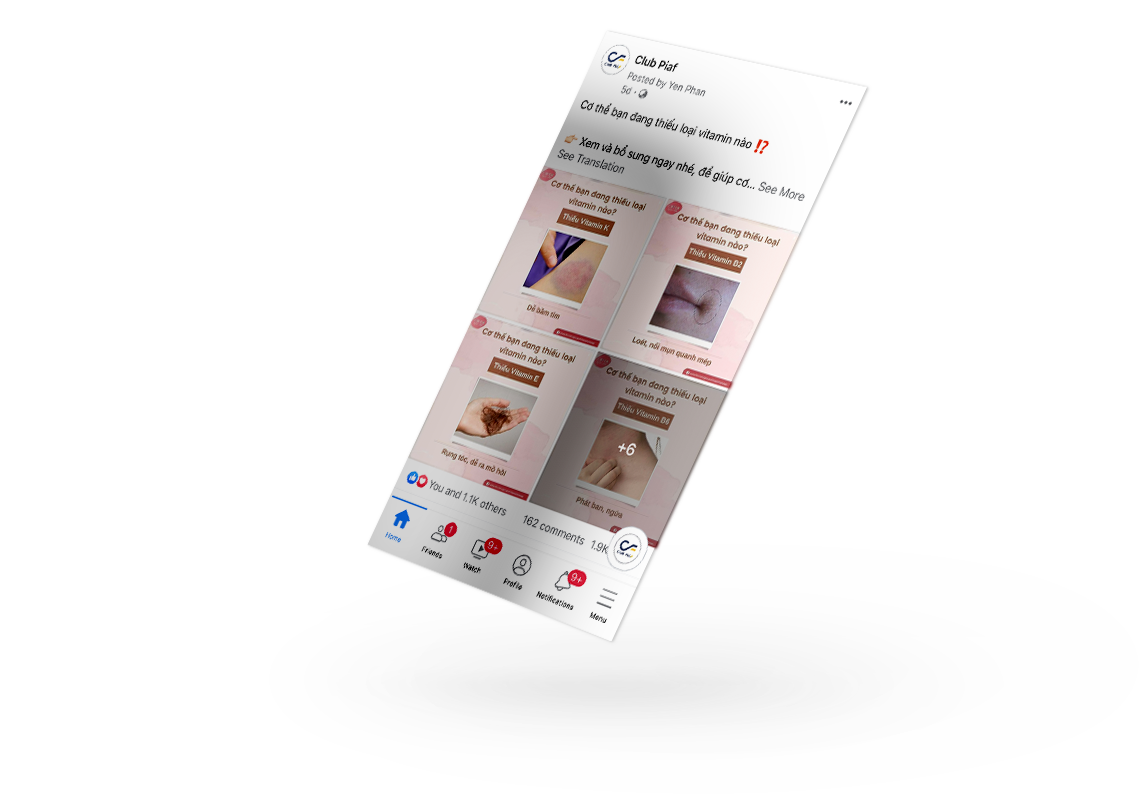 Club Piaf
Posted by Yen Phan
5d ·
Cơ thể bạn đang thiếu loại vitamin nào ⁉️
👉 Xem và bổ sung ngay nhé, để giúp cơ... See More
See Translation
Cơ thể bạn đang thiếu loại
vitamin nào?
Thiếu Vitamin K
Dễ bầm tím
Cơ thể bạn đang thiếu loại
vitamin nào?
Thiếu Vitamin B2
Loét, nổi mụn quanh mép
Cơ thể bạn đang thiếu loại
vitamin nào?
Thiếu Vitamin E
Rụng tóc, dễ ra mồ hôi
Cơ thể bạn đang thiếu loại
vitamin nào?
Thiếu Vitamin B6
+6
Phát ban, ngứa
You and 1.1K others
162 comments 1.9K
CLUB PIAF
Home
1
Friends
9+
Watch
Profile
9+
Notifications
Menu